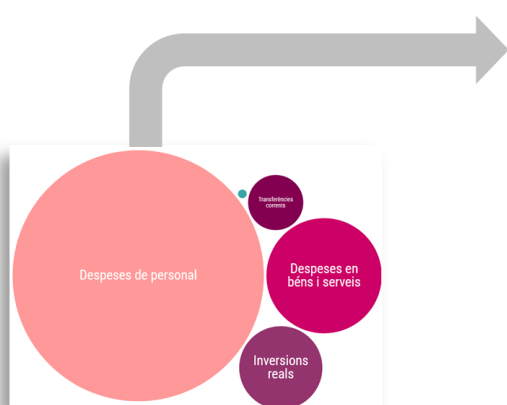 Transferències
corrents
Despeses de personal
Despeses en
béns i serveis
Inversions
reals